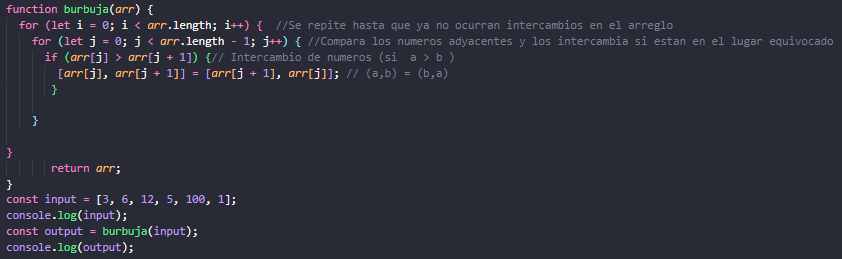 function burbuja(arr) {
  for (let i = 0; i < arr.length; i++) {  //Se repite hasta que ya no ocurran intercambios en el arreglo
    for (let j = 0; j < arr.length - 1; j++) { //Compara los numeros adyacentes y los intercambia si estan en el lugar equivocado
      if (arr[j] > arr[j + 1]) {// Intercambio de numeros (si  a > b )
        [arr[j], arr[j + 1]] = [arr[j + 1], arr[j]]; // (a,b) = (b,a)
       }
    }
}
       return arr;
}
const input = [3, 6, 12, 5, 100, 1];
console.log(input);
const output = burbuja(input);
console.log(output);